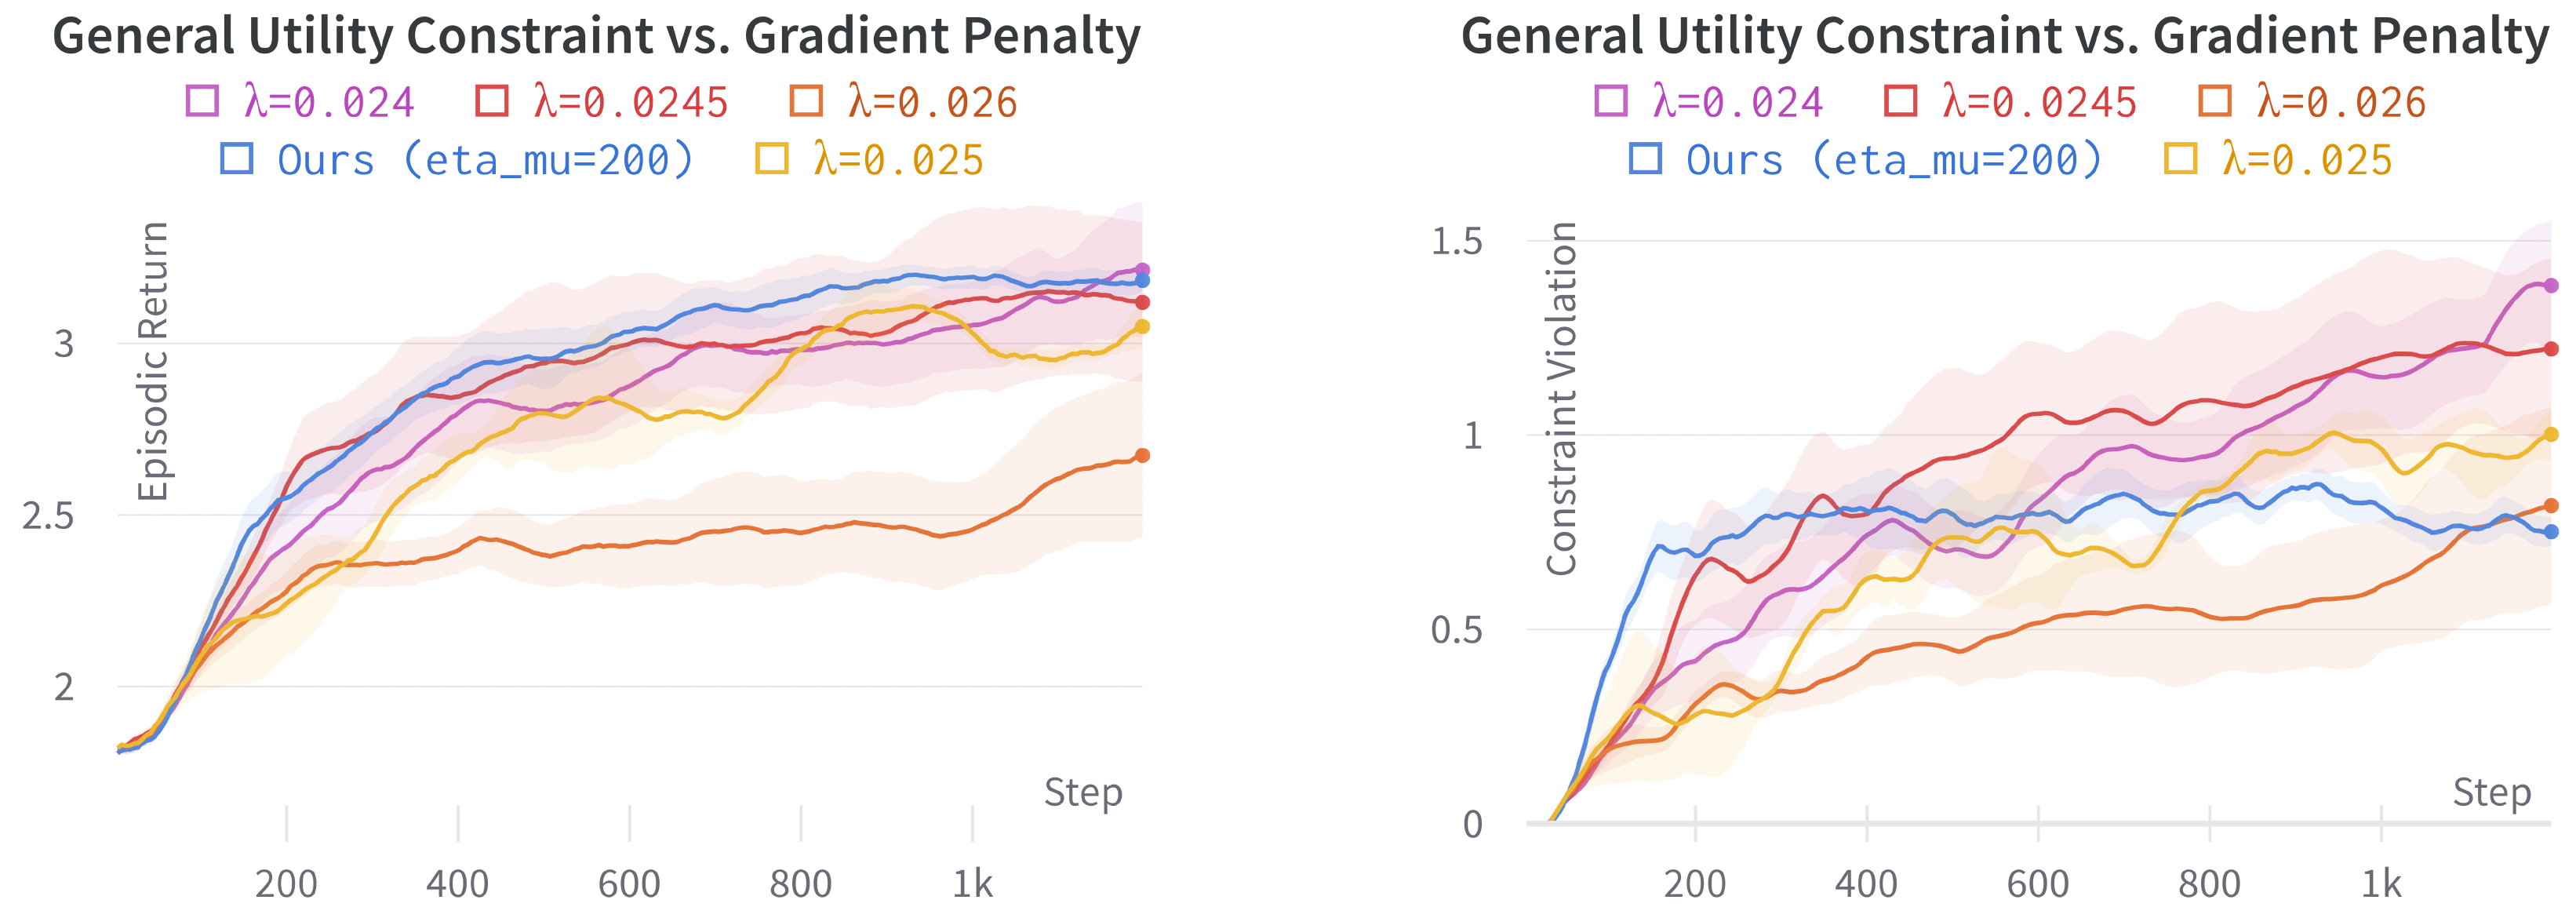 General Utility Constraint vs. Gradient Penalty
λ=0.024 λ=0.0245 λ=0.026
Ours (eta_mu=200) λ=0.025
Episodic Return
3
2.5
2
Step
200 400 600 800 1k
General Utility Constraint vs. Gradient Penalty
λ=0.024 λ=0.0245 λ=0.026
Ours (eta_mu=200) λ=0.025
Constraint Violation
1.5
1
0.5
0
Step
200 400 600 800 1k